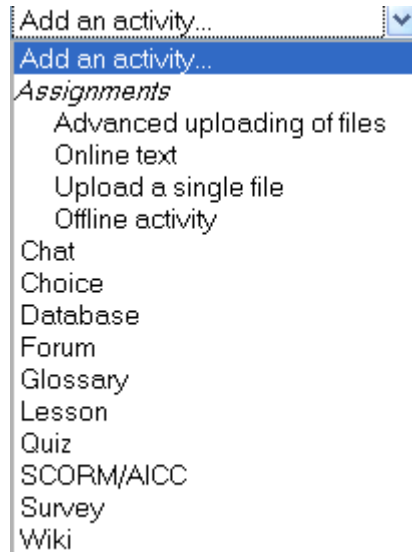 Add an activity...
Add an activity...
Assignments
Advanced uploading of files
Online text
Upload a single file
Offline activity
Chat
Choice
Database
Forum
Glossary
Lesson
Quiz
SCORM/AICC
Survey
Wiki